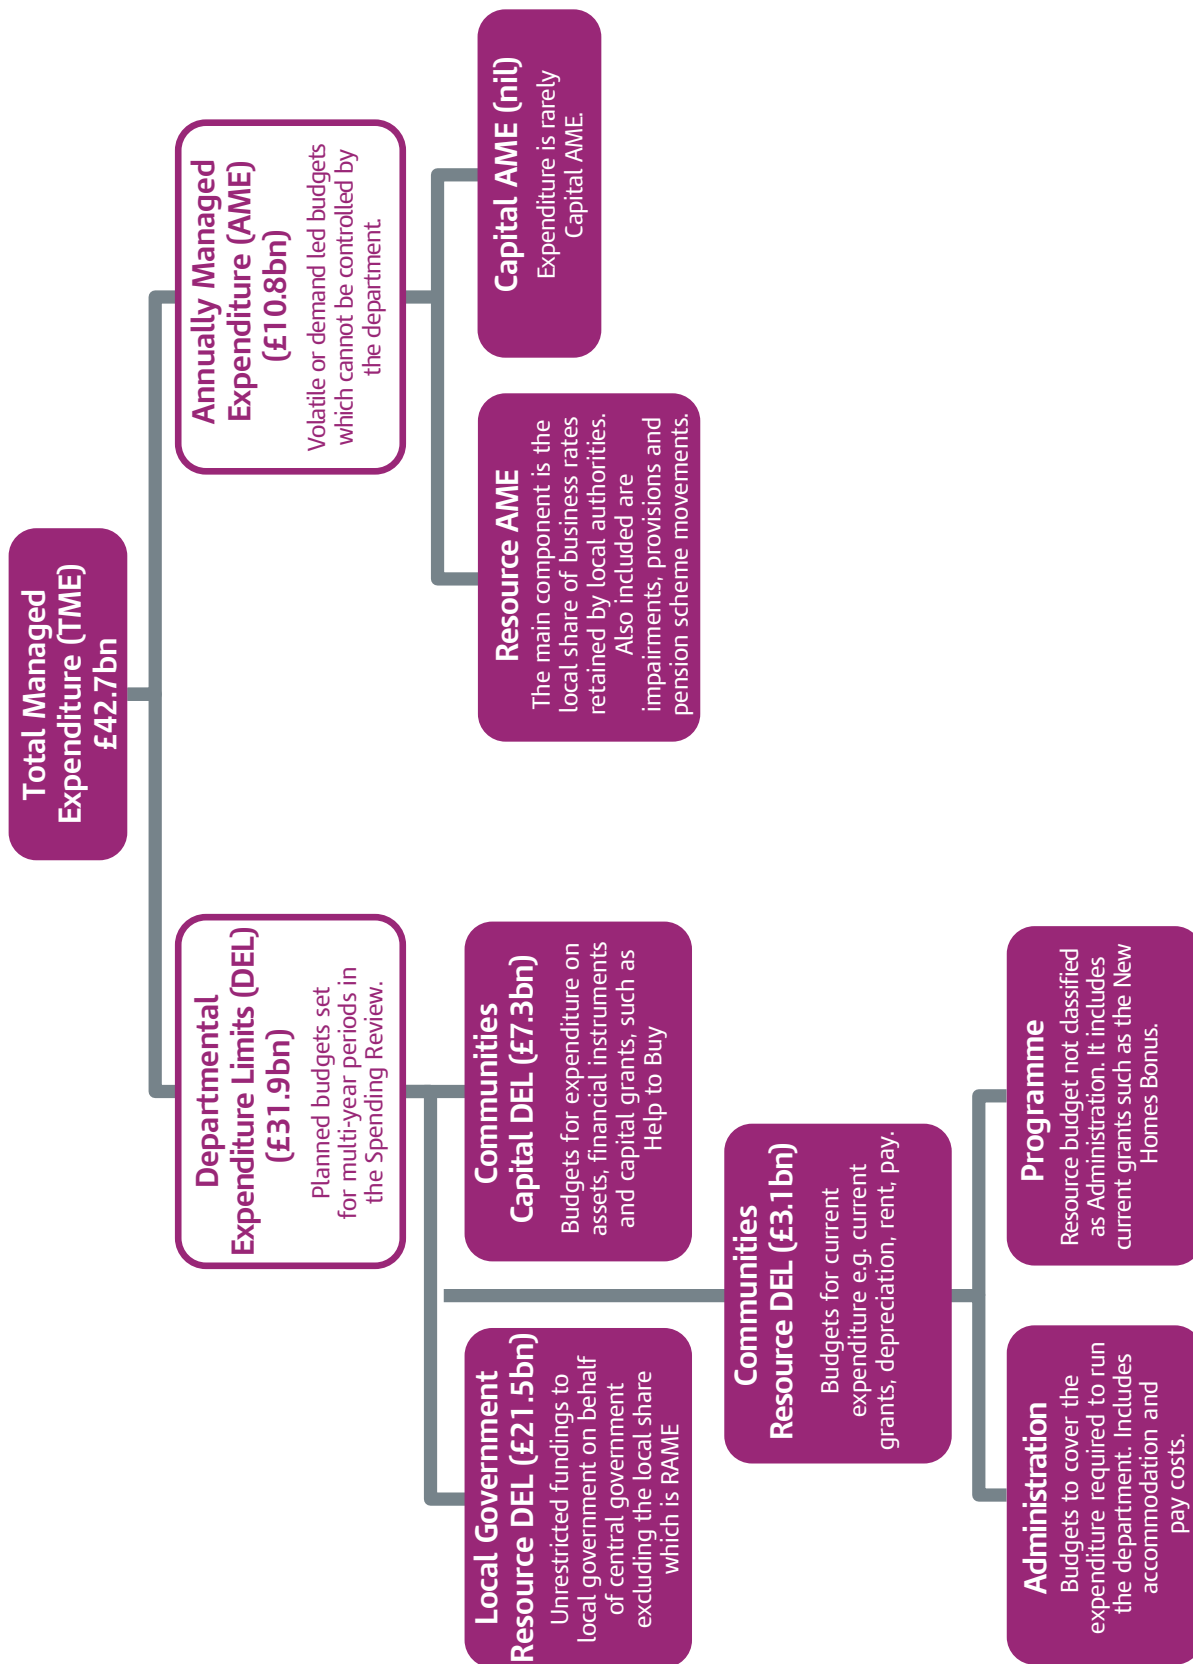 Total Managed
Expenditure (TME)
£42.7bn
Departmental
Expenditure Limits (DEL)
(£31.9bn)
Planned budgets set
for multi-year periods in
the Spending Review.
Annually Managed
Expenditure (AME)
(£10.8bn)
Volatile or demand led budgets
which cannot be controlled by
the department.
Local Government
Resource DEL (£21.5bn)
Unrestricted fundings to
local government on behalf
of central government
excluding the local share
which is RAME
Communities
Capital DEL (£7.3bn)
Budgets for expenditure on
assets, financial instruments
and capital grants, such as
Help to Buy
Resource AME
The main component is the
local share of business rates
retained by local authorities.
Also included are
impairments, provisions and
pension scheme movements.
Capital AME (nil)
Expenditure is rarely
Capital AME.
Communities
Resource DEL (£3.1bn)
Budgets for current
expenditure e.g. current
grants, depreciation, rent, pay.
Administration
Budgets to cover the
expenditure required to run
the department. Includes
accommodation and
pay costs.
Programme
Resource budget not classified
as Administration. It includes
current grants such as the New
Homes Bonus.